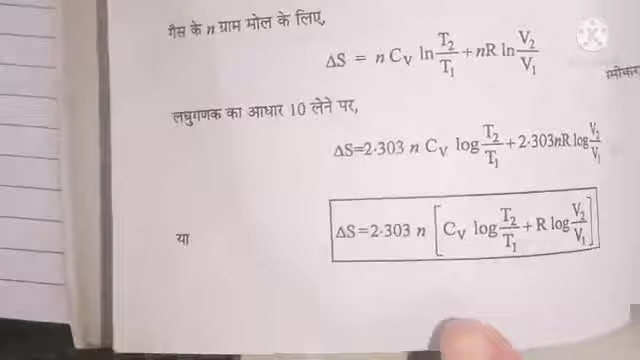 गैस के n ग्राम मोल के लिए,
ΔS = n C_V ln T₂/T₁ + nR ln V₂/V₁
लघुगणक का आधार 10 लेने पर,
ΔS=2·303 n C_V log T₂/T₁ + 2·303nR log V₂/V₁
या ΔS=2·303 n [ C_V log T₂/T₁ + R log V₂/V₁ ]